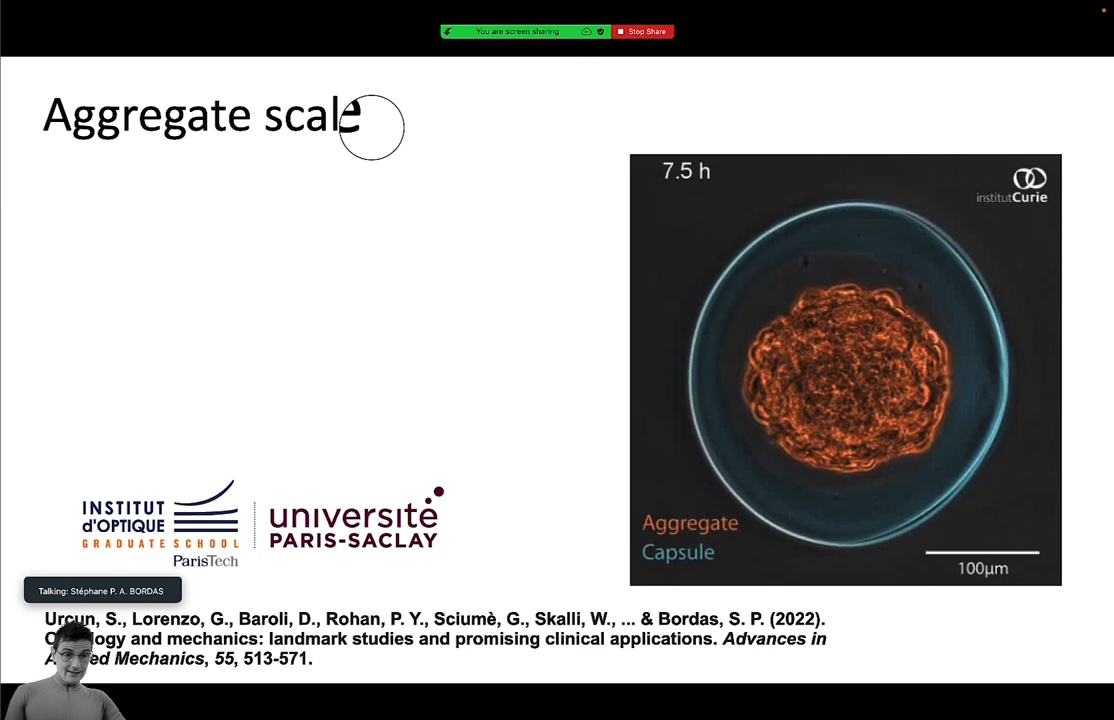 You are screen sharing
Stop Share
Aggregate scale
7.5 h
institutCurie
Aggregate
Capsule
100µm
INSTITUT
d'OPTIQUE
GRADUATE SCHOOL
ParisTech
université
PARIS-SACLAY
Talking: Stéphane P. A. BORDAS
Urcun, S., Lorenzo, G., Baroli, D., Rohan, P. Y., Sciumè, G., Skalli, W., ... & Bordas, S. P. (2022).
and mechanics: landmark studies and promising clinical applications. Advances in
Mechanics, 55, 513-571.